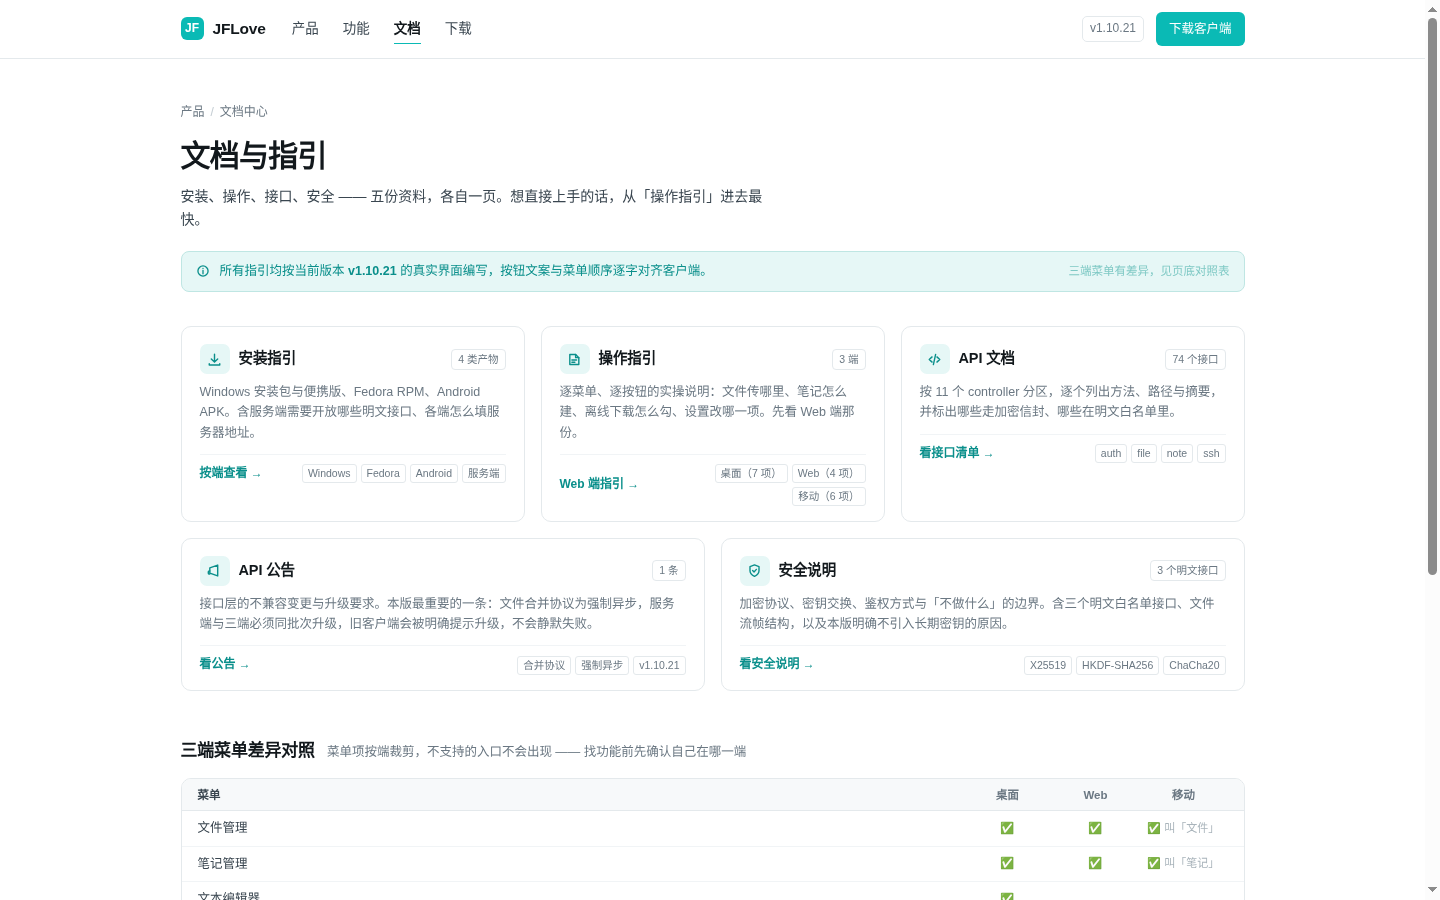 JF JFLove 产品 功能 文档 下载 v1.10.21 下载客户端
产品 / 文档中心
文档与指引
安装、操作、接口、安全 —— 五份资料，各自一页。想直接上手的话，从「操作指引」进去最
快。
所有指引均按当前版本 v1.10.21 的真实界面编写，按钮文案与菜单顺序逐字对齐客户端。 三端菜单有差异，见页底对照表
安装指引 4 类产物
Windows 安装包与便携版、Fedora RPM、Android
APK。含服务端需要开放哪些明文接口、各端怎么填服
务器地址。
按端查看 → Windows Fedora Android 服务端
操作指引 3 端
逐菜单、逐按钮的实操说明：文件传哪里、笔记怎么
建、离线下载怎么勾、设置改哪一项。先看 Web 端那
份。
Web 端指引 → 桌面（7 项） Web（4 项）
移动（6 项）
API 文档 74 个接口
按 11 个 controller 分区，逐个列出方法、路径与摘要，
并标出哪些走加密信封、哪些在明文白名单里。
看接口清单 → auth file note ssh
API 公告 1 条
接口层的不兼容变更与升级要求。本版最重要的一条：文件合并协议为强制异步，服务
端与三端必须同批次升级，旧客户端会被明确提示升级，不会静默失败。
看公告 → 合并协议 强制异步 v1.10.21
安全说明 3 个明文接口
加密协议、密钥交换、鉴权方式与「不做什么」的边界。含三个明文白名单接口、文件
流帧结构，以及本版明确不引入长期密钥的原因。
看安全说明 → X25519 HKDF-SHA256 ChaCha20
三端菜单差异对照 菜单项按端裁剪，不支持的入口不会出现 —— 找功能前先确认自己在哪一端
菜单 桌面 Web 移动
文件管理 ✅ ✅ ✅ 叫「文件」
笔记管理 ✅ ✅ ✅ 叫「笔记」
文本编辑器 ✅